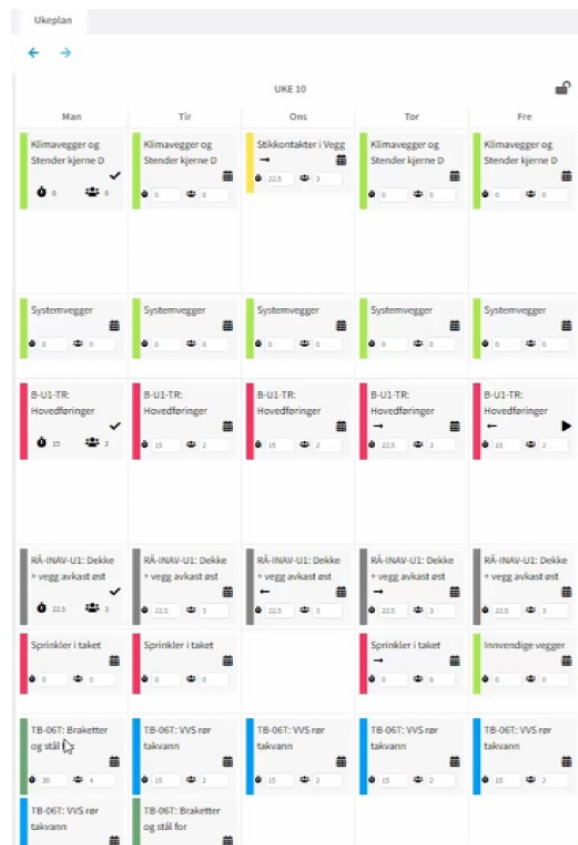 Ukeplan
UKE 10
Man Tir Ons Tor Fre
Klimavegger og Klimavegger og Stikkontakter i Vegg Klimavegger og Klimavegger og
Stender kjerne D Stender kjerne D Stender kjerne D Stender kjerne D
22.5 3
0 0 0 0 0 0 0 0
Systemvegger Systemvegger Systemvegger Systemvegger Systemvegger
0 0 0 0 0 0 0 0 0 0
B-U1-TR: B-U1-TR: B-U1-TR: B-U1-TR: B-U1-TR:
Hovedføringer Hovedføringer Hovedføringer Hovedføringer Hovedføringer
15 2 15 2 15 2 22.5 3 15 2
RÅ-INAV-U1: Dekke RÅ-INAV-U1: Dekke RÅ-INAV-U1: Dekke RÅ-INAV-U1: Dekke RÅ-INAV-U1: Dekke
+ vegg avkast øst + vegg avkast øst + vegg avkast øst + vegg avkast øst + vegg avkast øst
22.5 3 22.5 3 22.5 3 22.5 3 22.5 3
Sprinkler i taket Sprinkler i taket Sprinkler i taket Innvendige vegger
0 0 0 0 0 0 0 0
TB-06T: Braketter TB-06T: VVS rør TB-06T: VVS rør TB-06T: VVS rør TB-06T: VVS rør
og stål takvann takvann takvann takvann
30 4 15 2 15 2 15 2 15 2
TB-06T: VVS rør TB-06T: Braketter
takvann og stål for